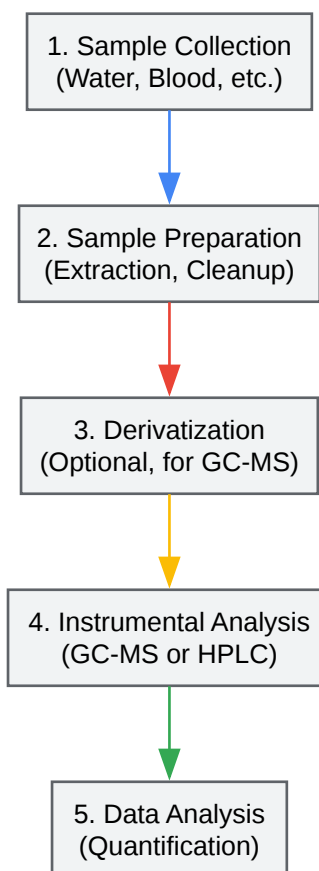 1. Sample Collection
(Water, Blood, etc.)
2. Sample Preparation
(Extraction, Cleanup)
3. Derivatization
(Optional, for GC-MS)
4. Instrumental Analysis
(GC-MS or HPLC)
5. Data Analysis
(Quantification)